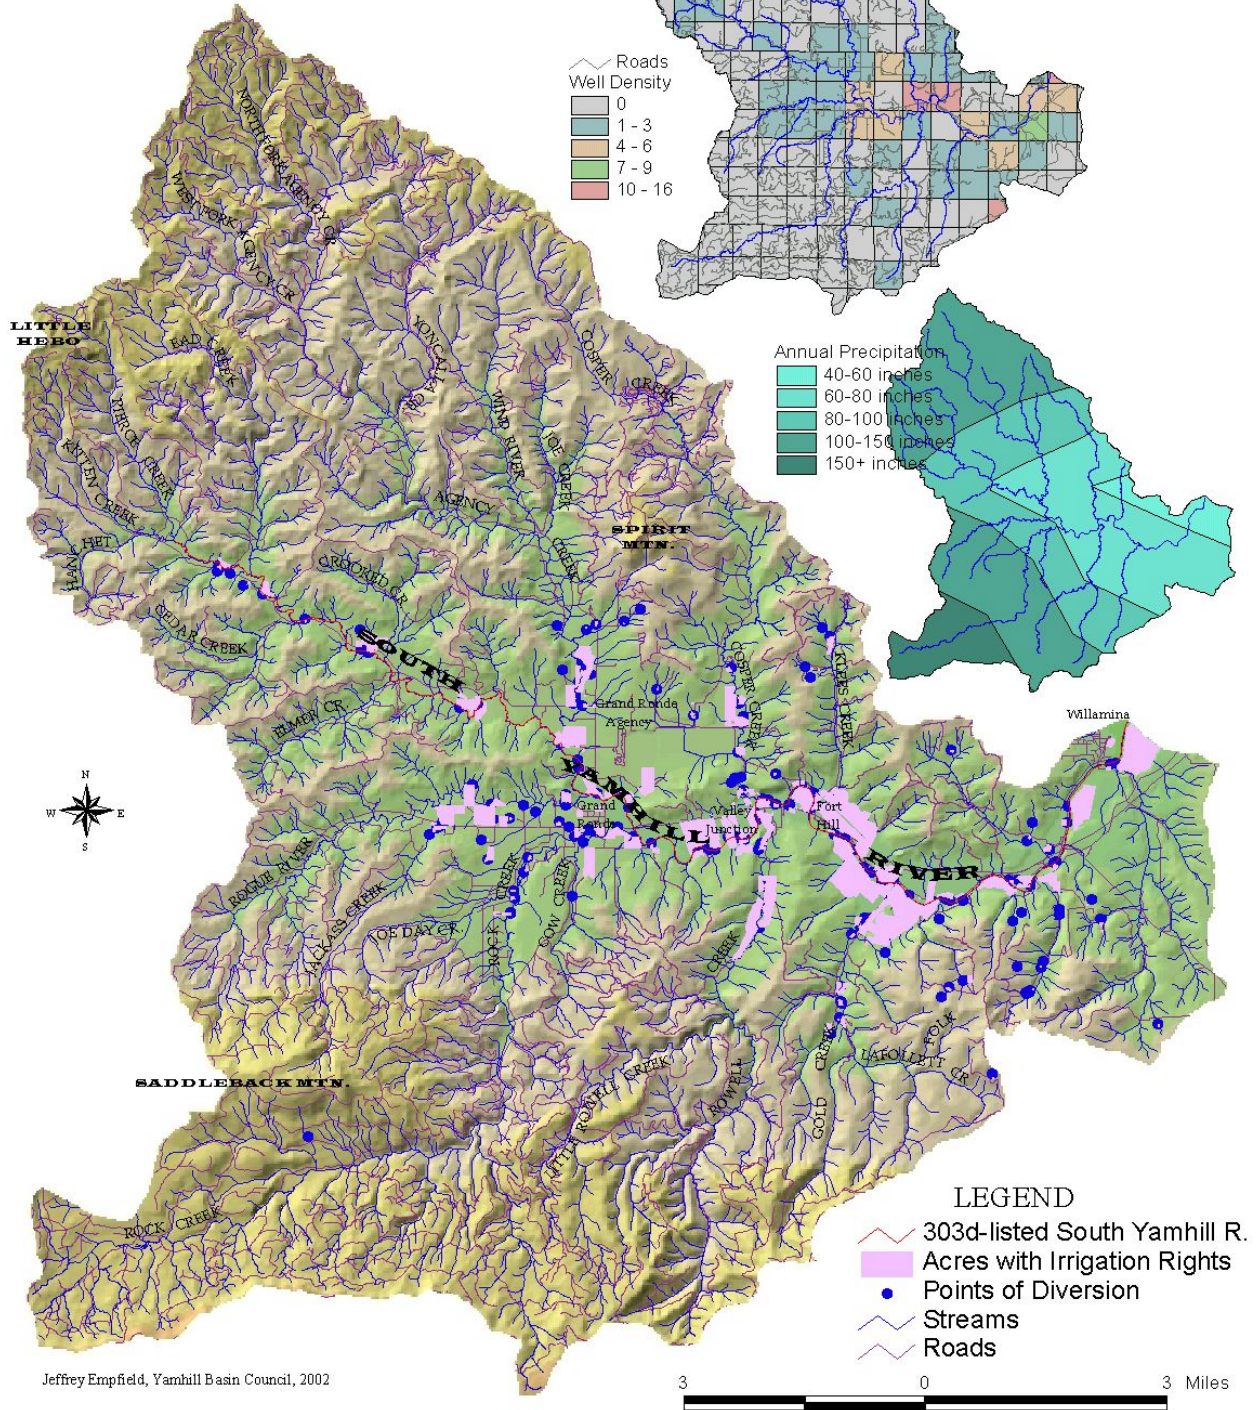 Roads
Well Density
0
1 - 3
4 - 6
7 - 9
10 - 16
Annual Precipitation
40-60 inches
60-80 inches
80-100 inches
100-150 inches
150+ inches
NORTH FORK AGENCY CR
WEST FORK AGENCY CR
LITTLE
HEBO
EAD CREEK
YONCALLA CR
COSPER CREEK
PIERCE CREEK
WIND RIVER
JOE CREEK
KITTEN CREEK
AGENCY CREEK
SPIRIT
MTN.
HANCHET
CROOKED CR
CEDAR CREEK
SOUTH YAMHILL RIVER
COSPER CREEK
KLEES CREEK
ELMER CR
Grand Ronde
Agency
Willamina
N
W E
S
Grand
Ronde
Valley
Junction
Fort
Hill
ROGUE RIVER
JACKASS CREEK
JOE DAY CR
ROCK CREEK
COW CREEK
ROWELL CREEK
GOLD CREEK
FOLK
LAFOLLETT CR
LITTLE ROWELL CREEK
SADDLEBACK MTN.
ROCK CREEK
LEGEND
303d-listed South Yamhill R.
Acres with Irrigation Rights
Points of Diversion
Streams
Roads
Jeffrey Empfield, Yamhill Basin Council, 2002
3 0 3 Miles